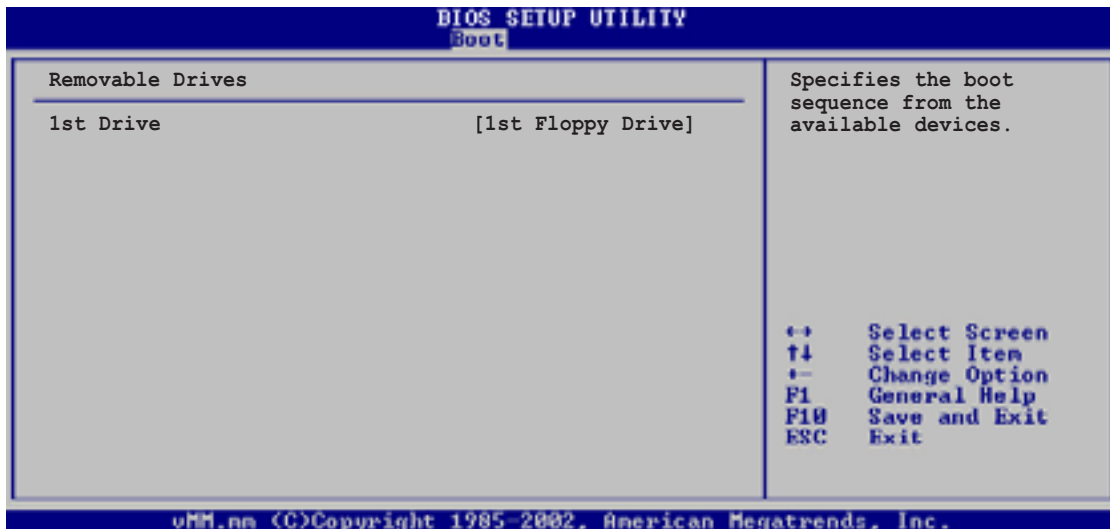 BIOS SETUP UTILITY
Boot
Removable Drives
1st Drive [1st Floppy Drive]
Specifies the boot
sequence from the
available devices.
↔ Select Screen
↑↓ Select Item
+- Change Option
F1 General Help
F10 Save and Exit
ESC Exit
vMM.nn (C)Copyright 1985-2002, American Megatrends, Inc.